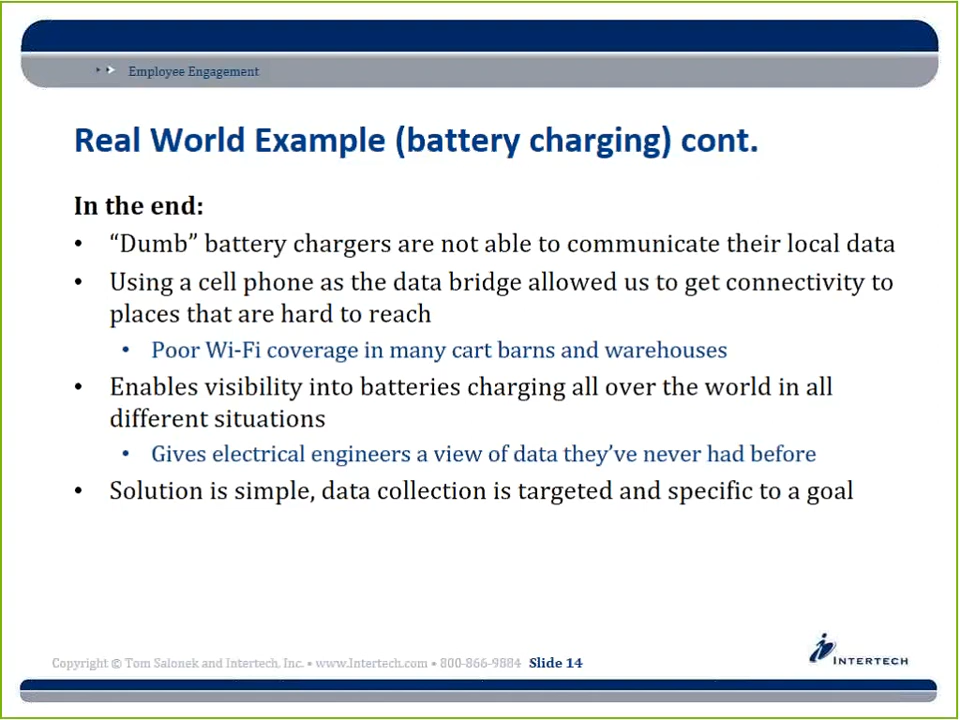 Employee Engagement
Real World Example (battery charging) cont.
In the end:
• “Dumb” battery chargers are not able to communicate their local data
• Using a cell phone as the data bridge allowed us to get connectivity to
places that are hard to reach
• Poor Wi-Fi coverage in many cart barns and warehouses
• Enables visibility into batteries charging all over the world in all
different situations
• Gives electrical engineers a view of data they’ve never had before
• Solution is simple, data collection is targeted and specific to a goal
Copyright © Tom Salonek and Intertech, Inc. • www.Intertech.com • 800-866-9884 Slide 14
INTERTECH